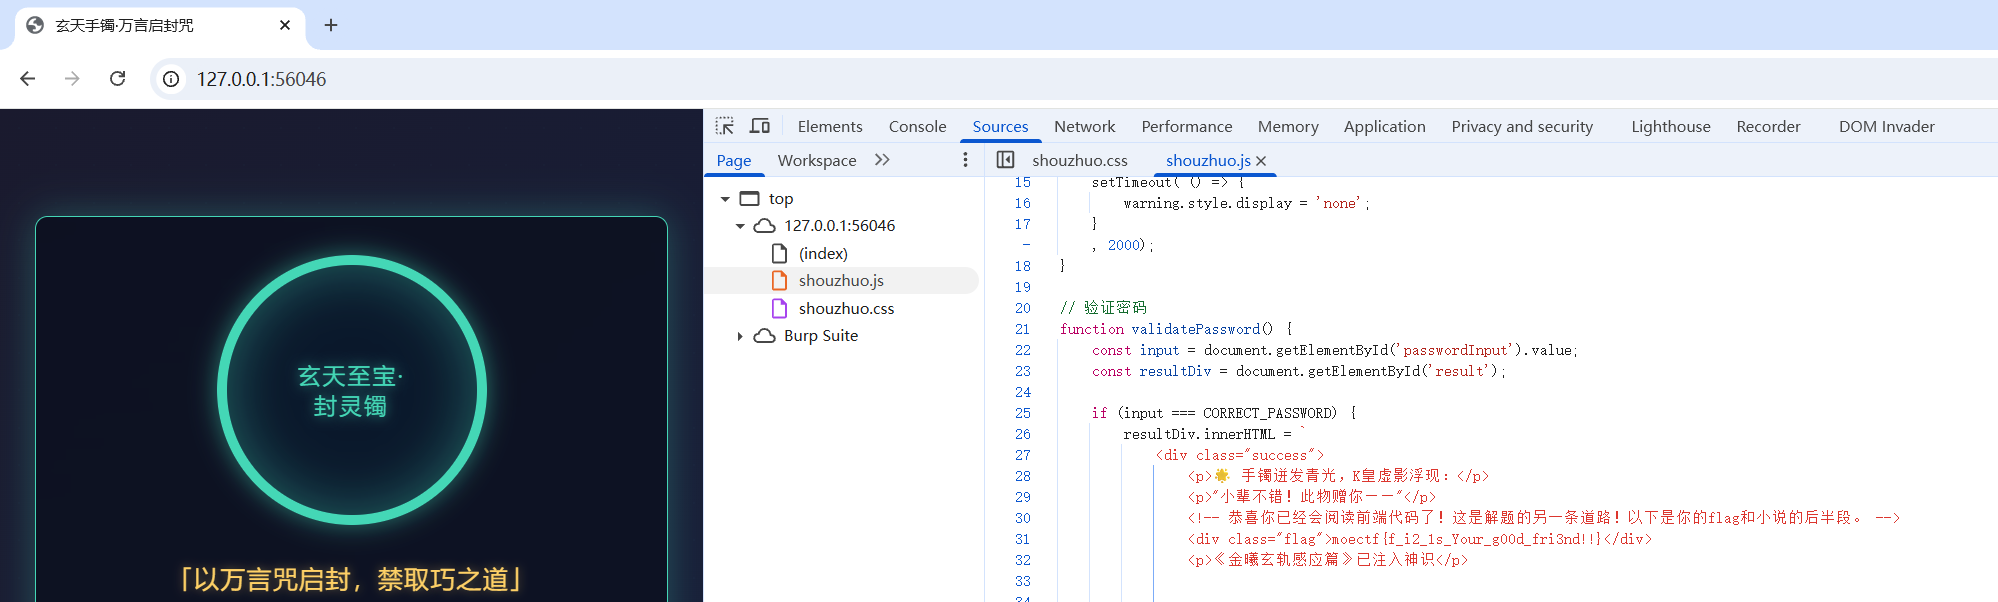 玄天手镯·万言启封咒
127.0.0.1:56046
Elements Console Sources Network Performance Memory Application Privacy and security Lighthouse Recorder DOM Invader
Page Workspace
shouzhuo.css shouzhuo.js
top
127.0.0.1:56046
(index)
shouzhuo.js
shouzhuo.css
Burp Suite
玄天至宝·
封灵镯
「以万言咒启封，禁取巧之道」
15 setTimeout( () => {
16 warning.style.display = 'none';
17 }
- , 2000);
18 }
19
20 // 验证密码
21 function validatePassword() {
22 const input = document.getElementById('passwordInput').value;
23 const resultDiv = document.getElementById('result');
24
25 if (input === CORRECT_PASSWORD) {
26 resultDiv.innerHTML = `
27 <div class="success">
28 <p>🌟 手镯迸发青光，K皇虚影浮现：</p>
29 <p>"小辈不错！此物赠你——"</p>
30 <!-- 恭喜你已经会阅读前端代码了！这是解题的另一条道路！以下是你的flag和小说的后半段。 -->
31 <div class="flag">moectf{f_i2_1s_Your_g00d_fri3nd!!}</div>
32 <p>《金曦玄轨感应篇》已注入神识</p>
33
34